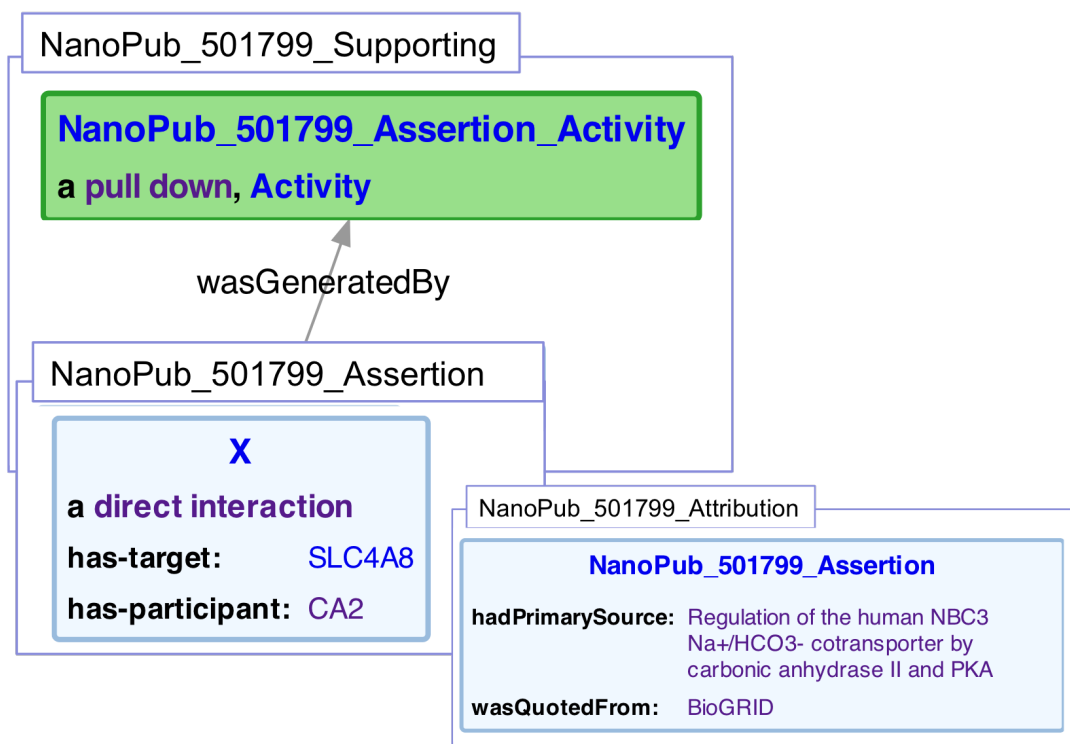 NanoPub_501799_Supporting
NanoPub_501799_Assertion_Activity
a pull down, Activity
wasGeneratedBy
NanoPub_501799_Assertion
X
a direct interaction
has-target: SLC4A8
has-participant: CA2
NanoPub_501799_Attribution
NanoPub_501799_Assertion
hadPrimarySource: Regulation of the human NBC3
Na+/HCO3- cotransporter by
carbonic anhydrase II and PKA
wasQuotedFrom: BioGRID